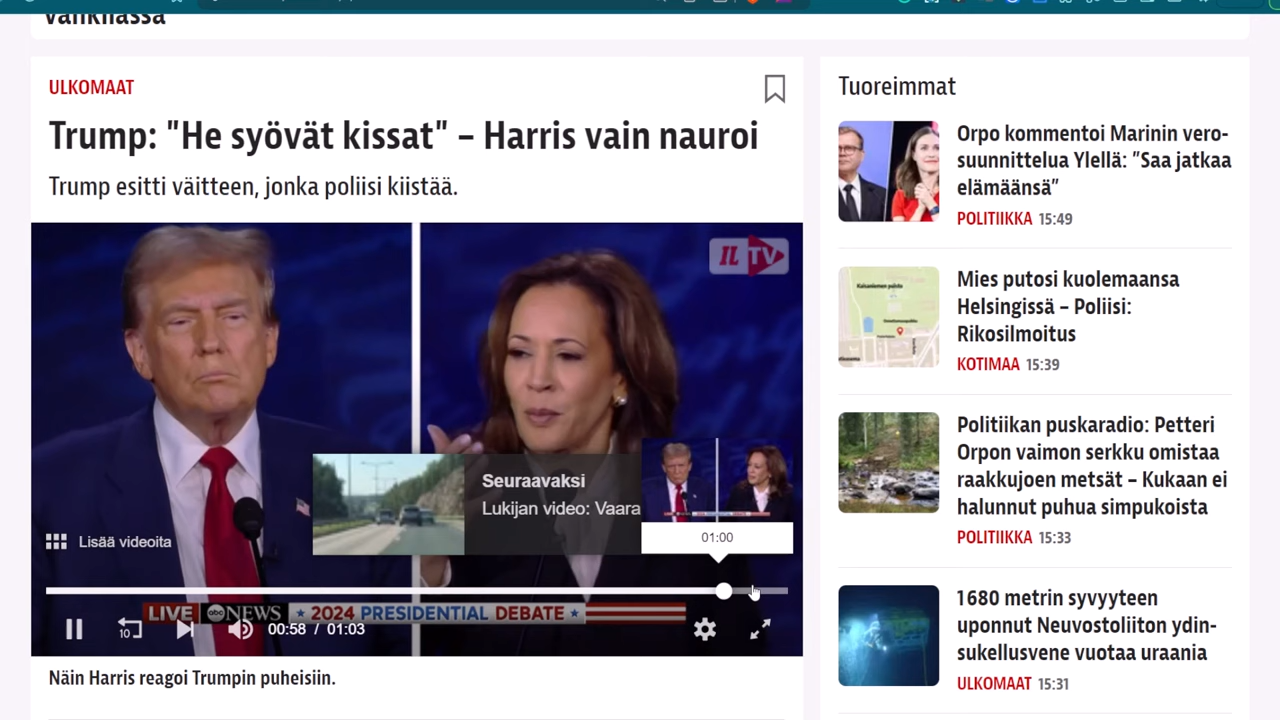 vankilassa
ULKOMAAT
Trump: "He syövät kissat" – Harris vain nauroi
Trump esitti väitteen, jonka poliisi kiistää.
IL TV
Seuraavaksi
Lukijan video: Vaara
01:00
Lisää videoita
LIVE abc NEWS ★ 2024 PRESIDENTIAL DEBATE ★
10
00:58 / 01:03
Näin Harris reagoi Trumpin puheisiin.
Tuoreimmat
Orpo kommentoi Marinin vero-
suunnittelua Ylellä: ”Saa jatkaa
elämäänsä”
POLITIIKKA 15:49
Mies putosi kuolemaansa
Helsingissä – Poliisi:
Rikosilmoitus
KOTIMAA 15:39
Politiikan puskaradio: Petteri
Orpon vaimon serkku omistaa
raakkujoen metsät – Kukaan ei
halunnut puhua simpukoista
POLITIIKKA 15:33
1 680 metrin syvyyteen
uponnut Neuvostoliiton ydin-
sukellusvene vuotaa uraania
ULKOMAAT 15:31